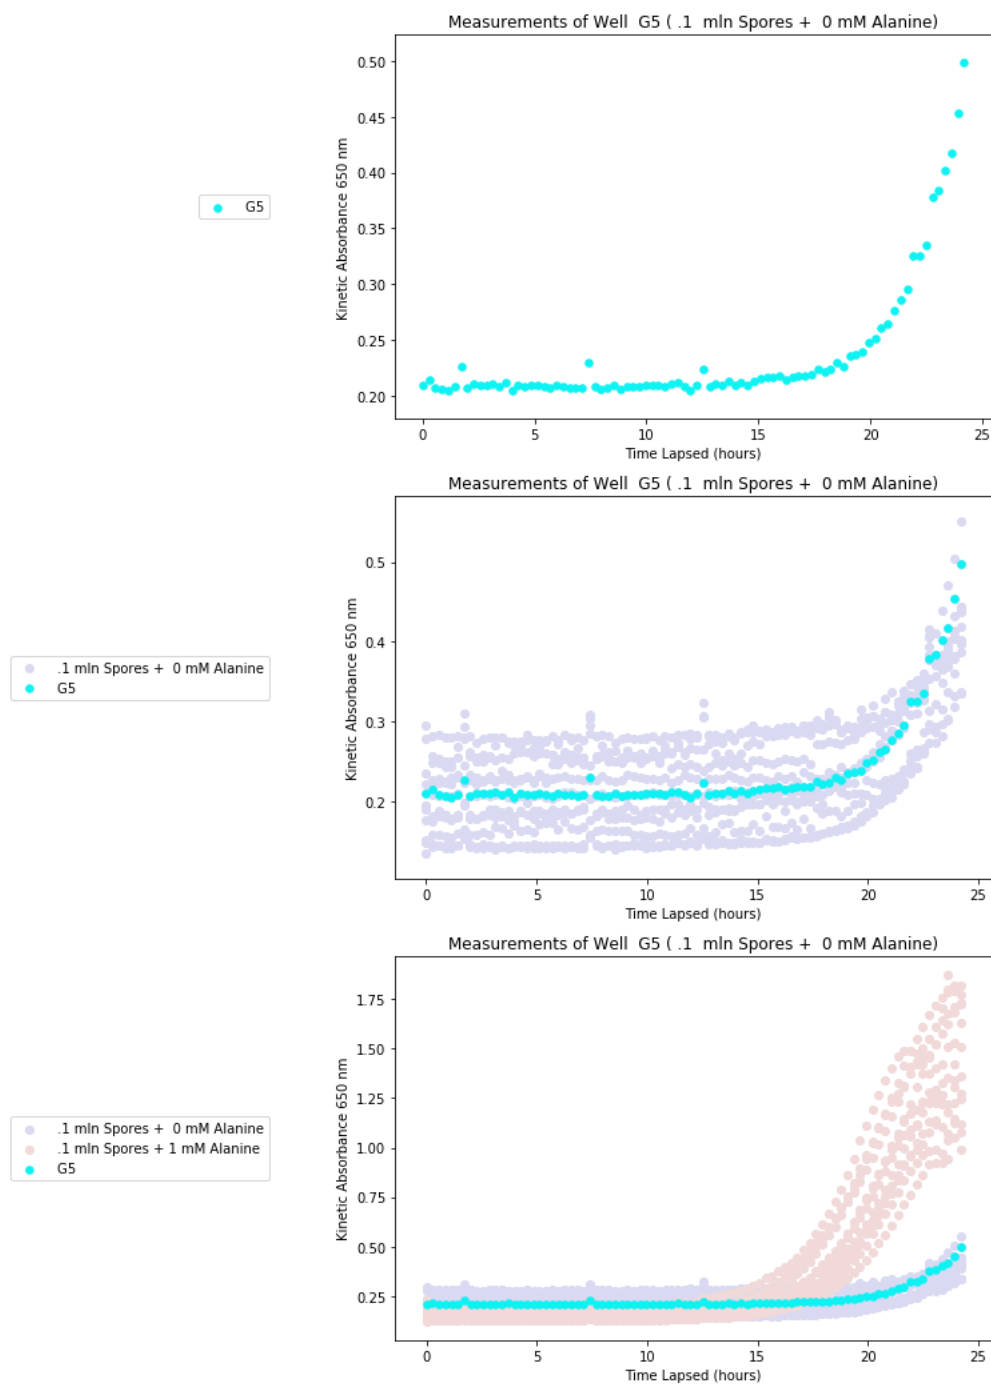 Measurements of Well  G5 ( .1  mln Spores +  0 mM Alanine)
0.50
0.45
0.40
0.35
0.30
0.25
0.20
Kinetic Absorbance 650 nm
G5
0 5 10 15 20 25
Time Lapsed (hours)
Measurements of Well  G5 ( .1  mln Spores +  0 mM Alanine)
0.5
0.4
0.3
0.2
Kinetic Absorbance 650 nm
.1 mln Spores +  0 mM Alanine
G5
0 5 10 15 20 25
Time Lapsed (hours)
Measurements of Well  G5 ( .1  mln Spores +  0 mM Alanine)
1.75
1.50
1.25
1.00
0.75
0.50
0.25
Kinetic Absorbance 650 nm
.1 mln Spores +  0 mM Alanine
.1 mln Spores + 1 mM Alanine
G5
0 5 10 15 20 25
Time Lapsed (hours)